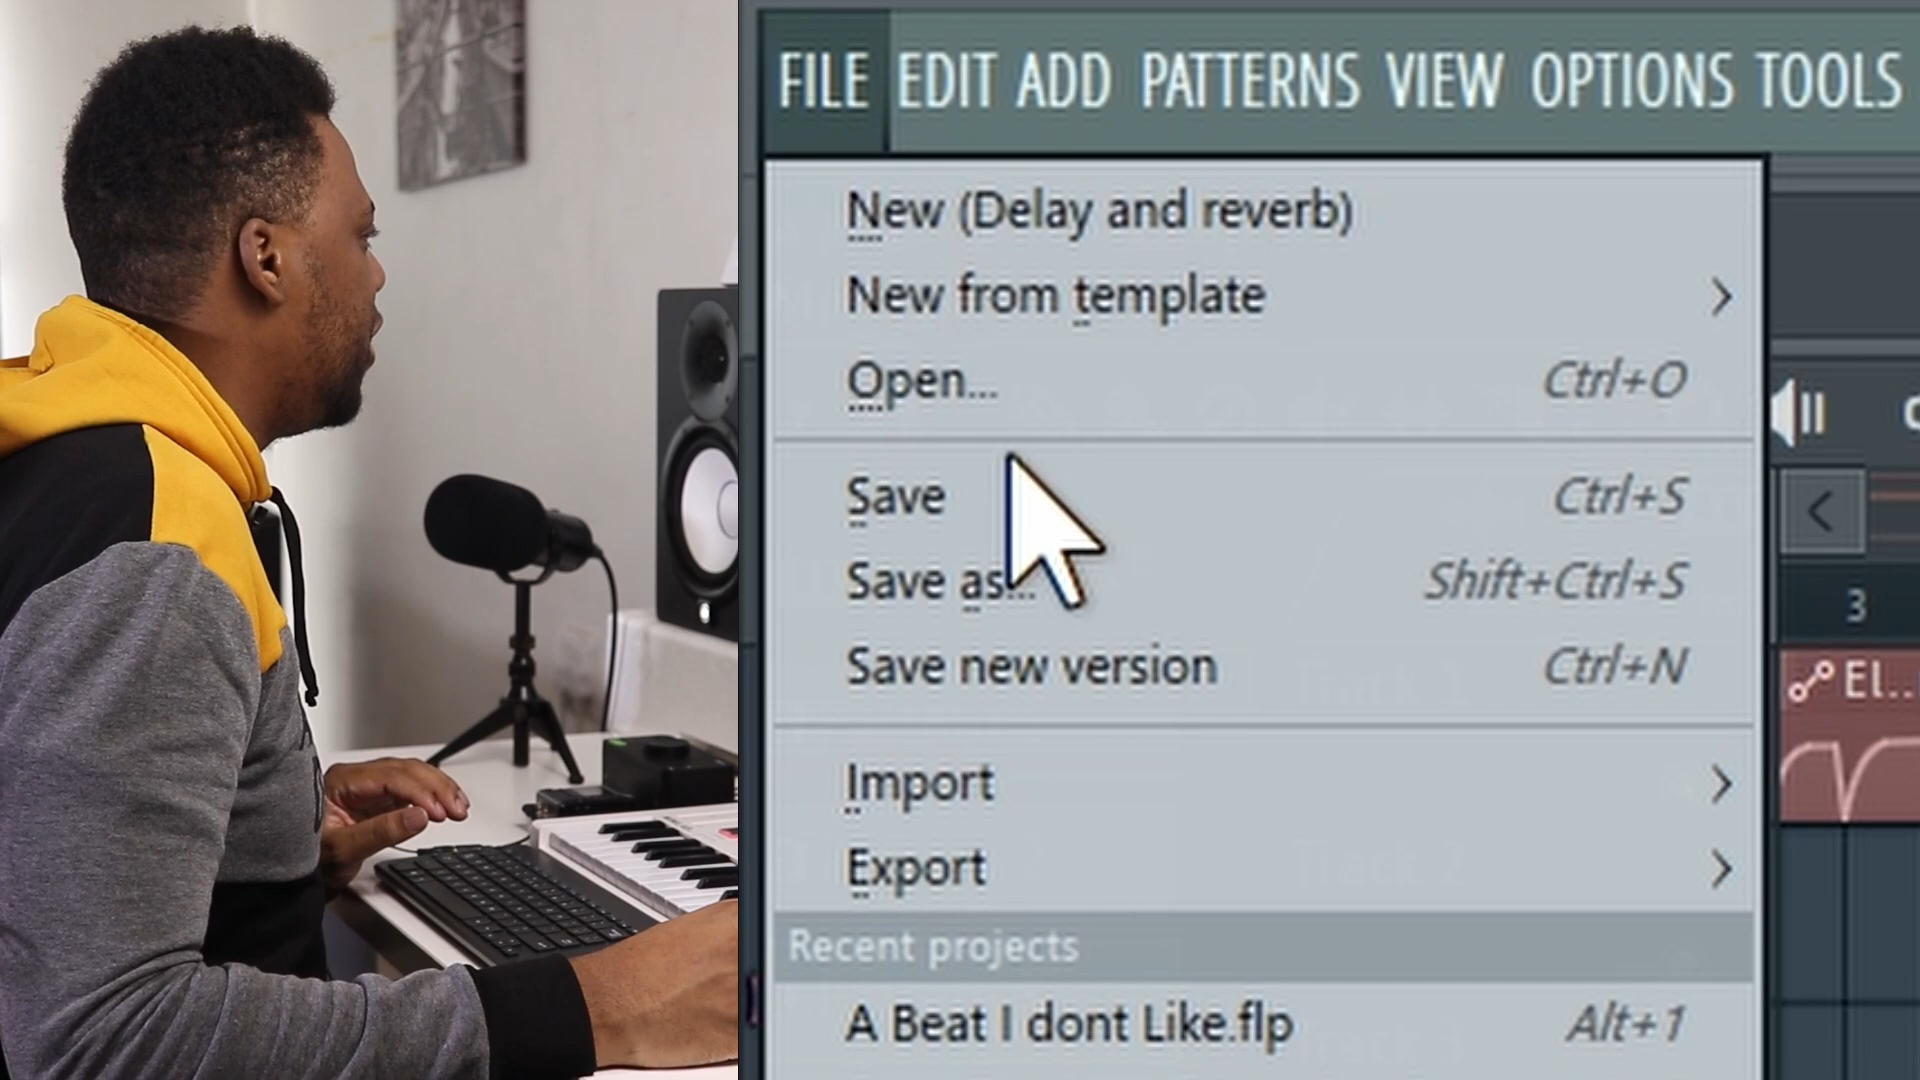 FILE EDIT ADD PATTERNS VIEW OPTIONS TOOLS
New (Delay and reverb)
New from template
Open... Ctrl+O
Save Ctrl+S
Save as... Shift+Ctrl+S
Save new version Ctrl+N
Import
Export
Recent projects
A Beat I dont Like.flp Alt+1
3
El...